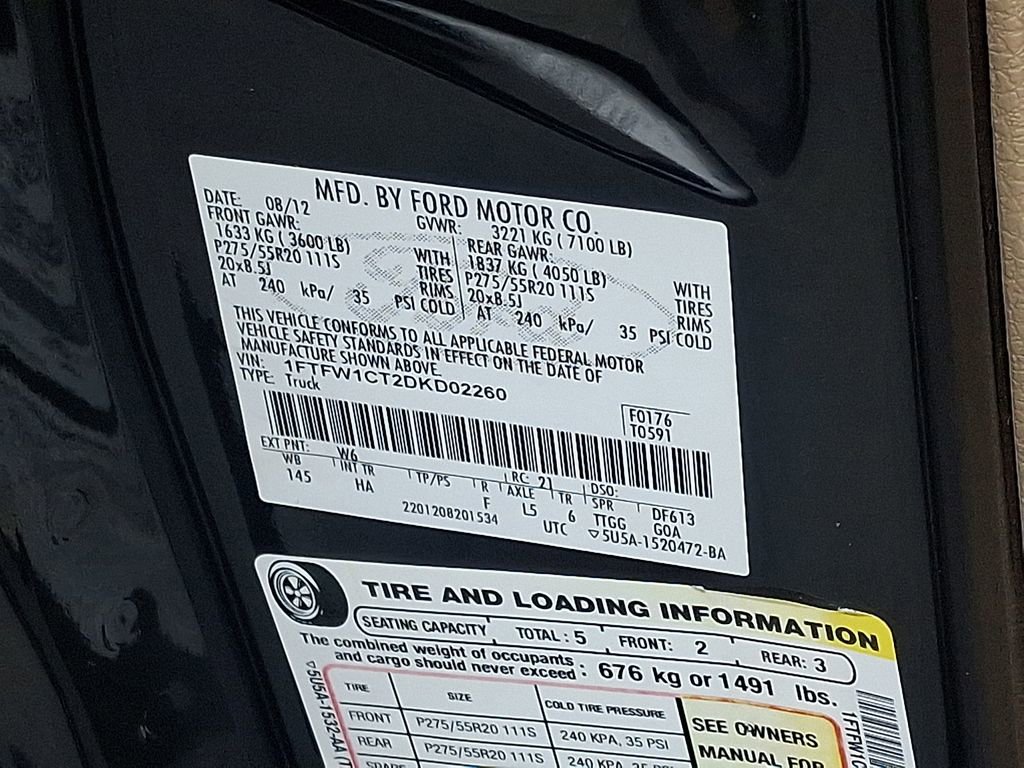 MFD. BY FORD MOTOR CO.
DATE: 08/12 GVWR: 3221 KG ( 7100 LB)
FRONT GAWR: REAR GAWR:
1633 KG ( 3600 LB) WITH 1837 KG ( 4050 LB) WITH
P275/55R20 111S TIRES P275/55R20 111S TIRES
20x8.5J RIMS 20x8.5J RIMS
AT 240 kPa/ 35 PSI COLD AT 240 kPa/ 35 PSI COLD
THIS VEHICLE CONFORMS TO ALL APPLICABLE FEDERAL MOTOR
VEHICLE SAFETY STANDARDS IN EFFECT ON THE DATE OF
MANUFACTURE SHOWN ABOVE.
VIN: 1FTFW1CT2DKD02260
TYPE: Truck
F0176
T0591
EXT PNT: W6 RC: 21 DSO:
WB INT TR TP/PS R AXLE TR SPR DF613
145 HA F L5 6 TTGG GOA
2201208201534 UTC ▽5U5A-1520472-BA
TIRE AND LOADING INFORMATION
SEATING CAPACITY TOTAL : 5 FRONT: 2 REAR: 3
The combined weight of occupants
and cargo should never exceed : 676 kg or 1491 lbs.
TIRE SIZE COLD TIRE PRESSURE
FRONT P275/55R20 111S 240 KPA, 35 PSI
REAR P275/55R20 111S 240 KPA, 35 PSI
SPARE
SEE OWNERS
MANUAL FOR
▽5U5A-1532-AA (T
1FTFW1C